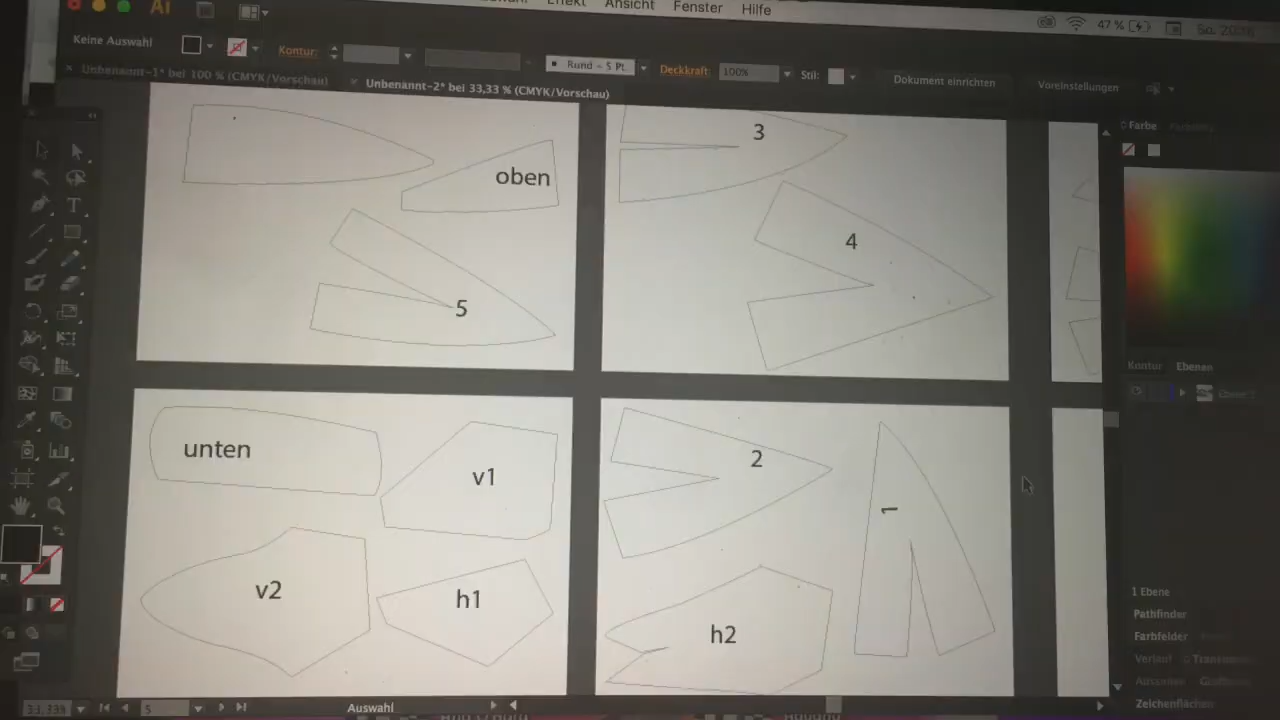 Effekt Ansicht Fenster Hilfe
Ai
47 %
Keine Auswahl Kontur: Rund - 5 Pt. Deckkraft: 100% Stil: Dokument einrichten Voreinstellungen
Unbenannt-1* bei 100 % (CMYK/Vorschau)
Unbenannt-2* bei 33,33 % (CMYK/Vorschau)
Farbe
oben
5
3
4
Kontur Ebenen
unten
v1
v2
h1
2
1
h2
1 Ebene
Pathfinder
Farbfelder
Verlauf
Zeichenflächen
5
Auswahl